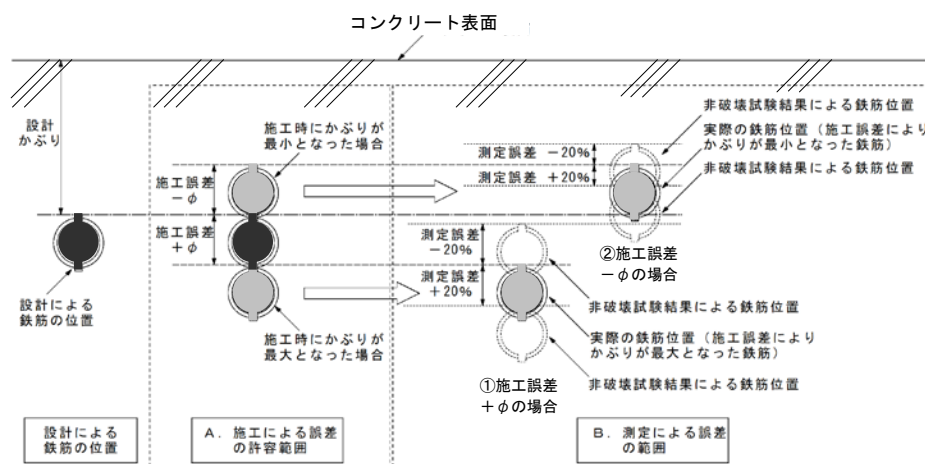 コンクリート表面
設計
かぶり
施工時にかぶりが
最小となった場合
施工誤差
－φ
施工誤差
＋φ
設計による
鉄筋の位置
施工時にかぶりが
最大となった場合
測定誤差 －20%
測定誤差 ＋20%
非破壊試験結果による鉄筋位置
実際の鉄筋位置（施工誤差により
かぶりが最小となった鉄筋）
非破壊試験結果による鉄筋位置
測定誤差
－20%
測定誤差
＋20%
②施工誤差
－φの場合
非破壊試験結果による鉄筋位置
実際の鉄筋位置（施工誤差により
かぶりが最大となった鉄筋）
非破壊試験結果による鉄筋位置
①施工誤差
＋φの場合
設計による
鉄筋の位置
A．施工による誤差
の許容範囲
B．測定による誤差
の範囲